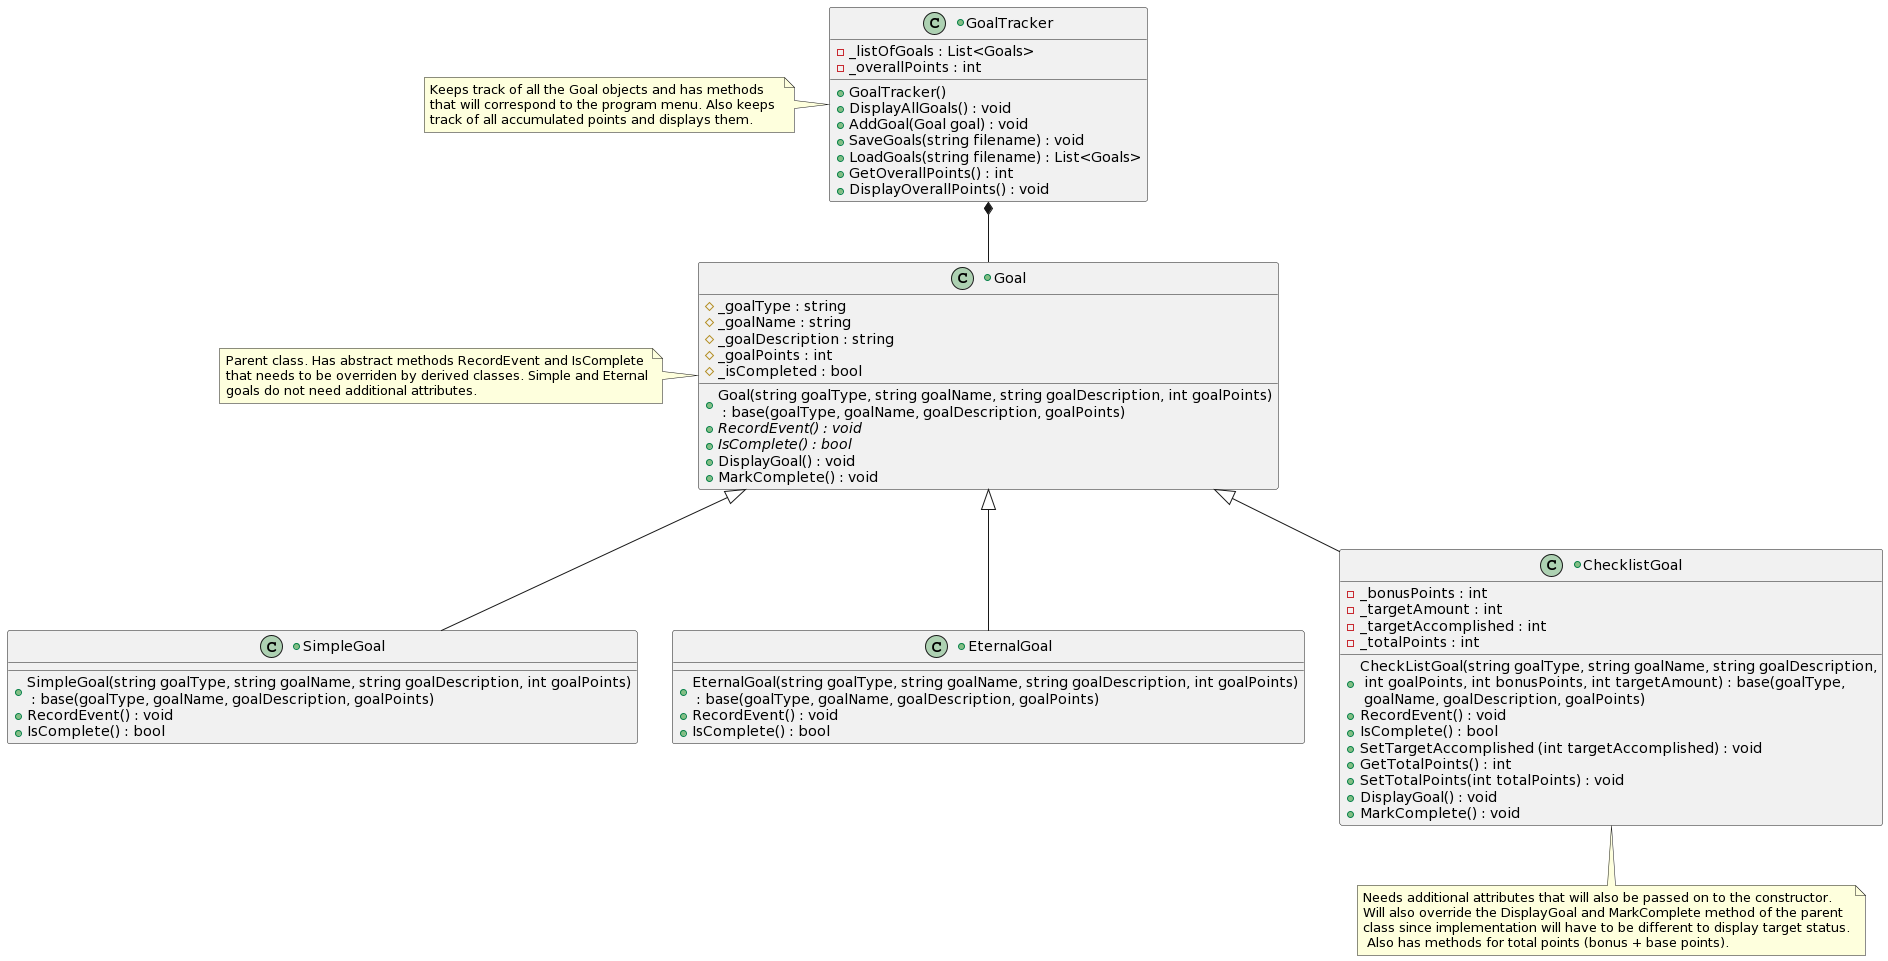 C GoalTracker
_listOfGoals : List<Goals>
_overallPoints : int
GoalTracker()
DisplayAllGoals() : void
AddGoal(Goal goal) : void
SaveGoals(string filename) : void
LoadGoals(string filename) : List<Goals>
GetOverallPoints() : int
DisplayOverallPoints() : void
Keeps track of all the Goal objects and has methods
that will correspond to the program menu. Also keeps
track of all accumulated points and displays them.
C Goal
_goalType : string
_goalName : string
_goalDescription : string
_goalPoints : int
_isCompleted : bool
Goal(string goalType, string goalName, string goalDescription, int goalPoints)
: base(goalType, goalName, goalDescription, goalPoints)
RecordEvent() : void
IsComplete() : bool
DisplayGoal() : void
MarkComplete() : void
Parent class. Has abstract methods RecordEvent and IsComplete
that needs to be overriden by derived classes. Simple and Eternal
goals do not need additional attributes.
C SimpleGoal
SimpleGoal(string goalType, string goalName, string goalDescription, int goalPoints)
: base(goalType, goalName, goalDescription, goalPoints)
RecordEvent() : void
IsComplete() : bool
C EternalGoal
EternalGoal(string goalType, string goalName, string goalDescription, int goalPoints)
: base(goalType, goalName, goalDescription, goalPoints)
RecordEvent() : void
IsComplete() : bool
C ChecklistGoal
_bonusPoints : int
_targetAmount : int
_targetAccomplished : int
_totalPoints : int
CheckListGoal(string goalType, string goalName, string goalDescription,
int goalPoints, int bonusPoints, int targetAmount) : base(goalType,
goalName, goalDescription, goalPoints)
RecordEvent() : void
IsComplete() : bool
SetTargetAccomplished (int targetAccomplished) : void
GetTotalPoints() : int
SetTotalPoints(int totalPoints) : void
DisplayGoal() : void
MarkComplete() : void
Needs additional attributes that will also be passed on to the constructor.
Will also override the DisplayGoal and MarkComplete method of the parent
class since implementation will have to be different to display target status.
Also has methods for total points (bonus + base points).